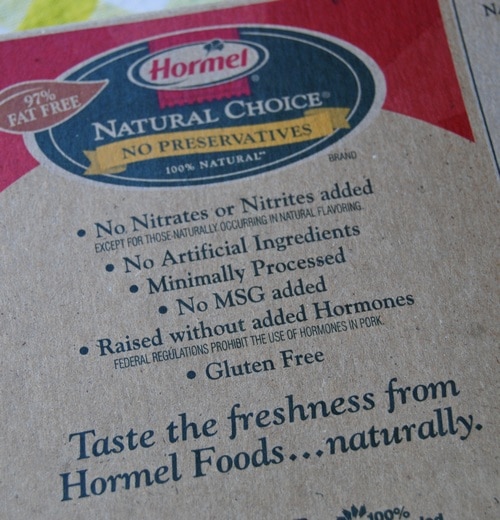 Hormel®
97%
FAT FREE
NATURAL CHOICE®
NO PRESERVATIVES
100% NATURAL™
BRAND
• No Nitrates or Nitrites added
EXCEPT FOR THOSE NATURALLY OCCURRING IN NATURAL FLAVORING.
• No Artificial Ingredients
• Minimally Processed
• No MSG added
• Raised without added Hormones
FEDERAL REGULATIONS PROHIBIT THE USE OF HORMONES IN PORK.
• Gluten Free
Taste the freshness from
Hormel Foods...naturally.
100%